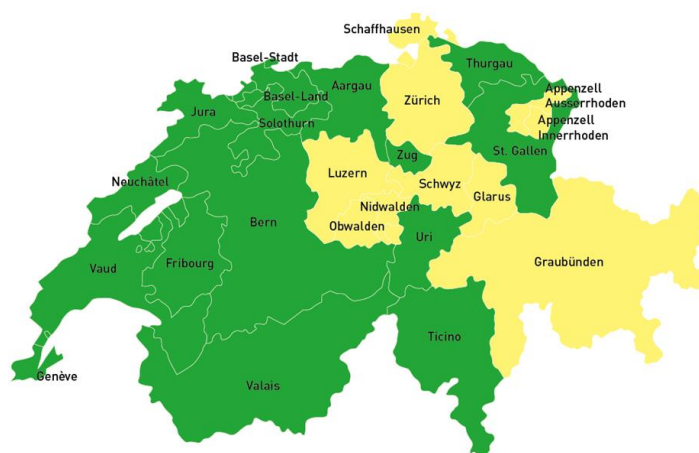 Schaffhausen
Basel-Stadt
Thurgau
Aargau
Appenzell
Ausserrhoden
Basel-Land
Zürich
Jura
Appenzell
Innerrhoden
Solothurn
St. Gallen
Zug
Luzern
Neuchâtel
Schwyz
Glarus
Nidwalden
Bern
Obwalden
Uri
Graubünden
Fribourg
Vaud
Ticino
Genève
Valais